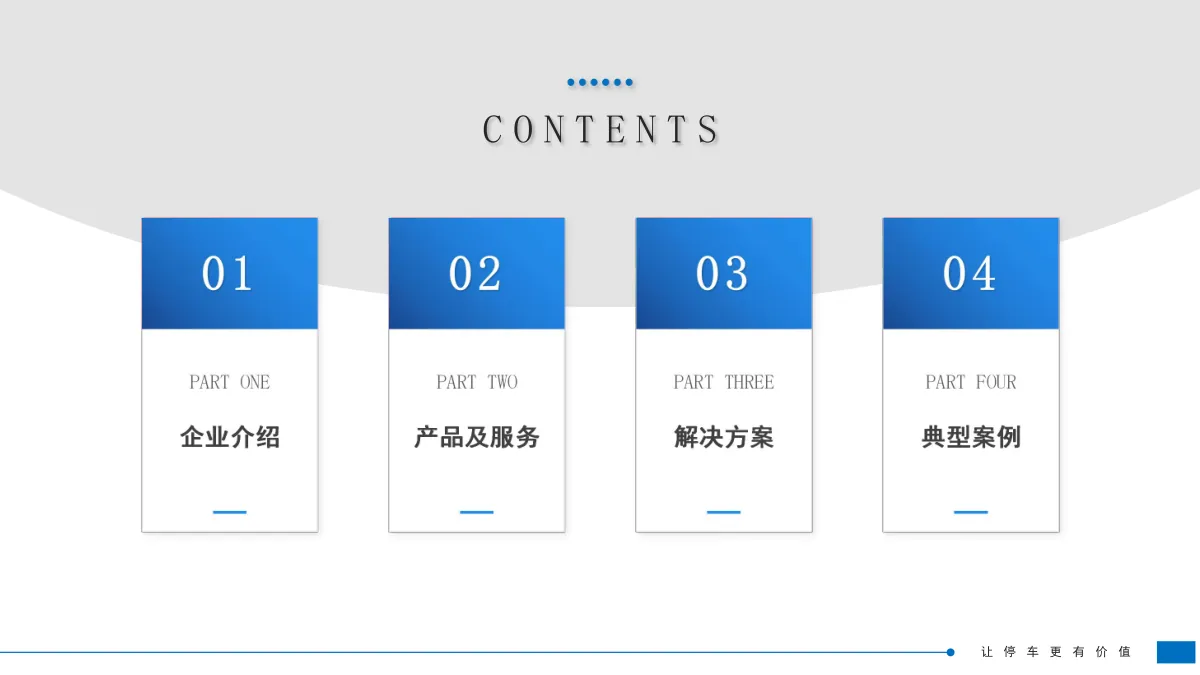 CONTENTS
01
PART ONE
企业介绍
02
PART TWO
产品及服务
03
PART THREE
解决方案
04
PART FOUR
典型案例
让停车更有价值